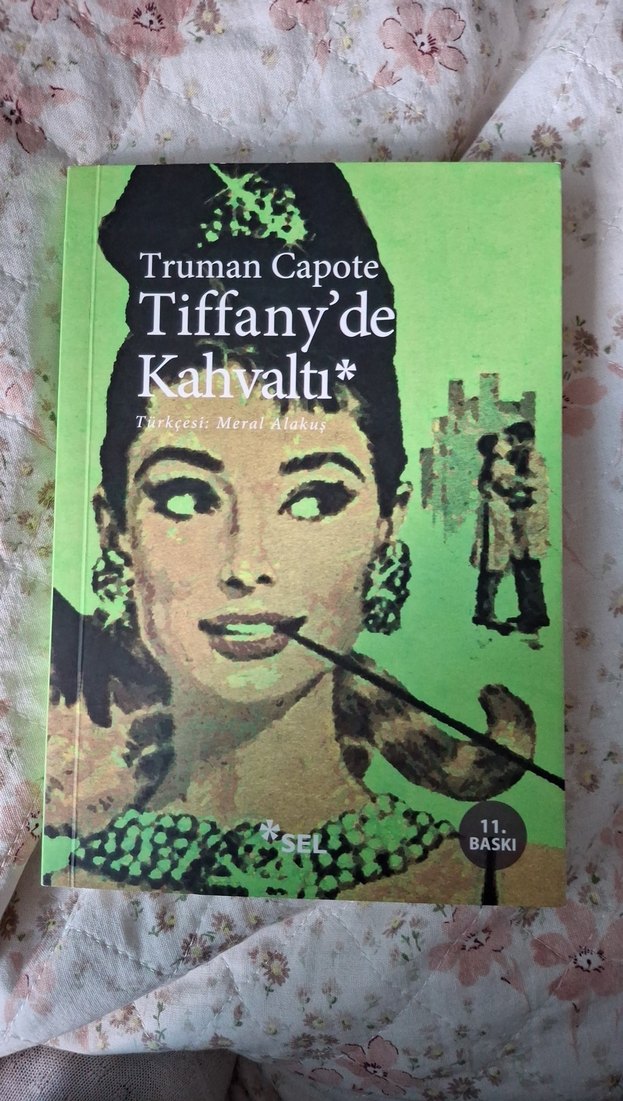 Truman Capote
Tiffany'de
Kahvaltı*
Türkçesi: Meral Alakuş
*SEL
11.
BASKI